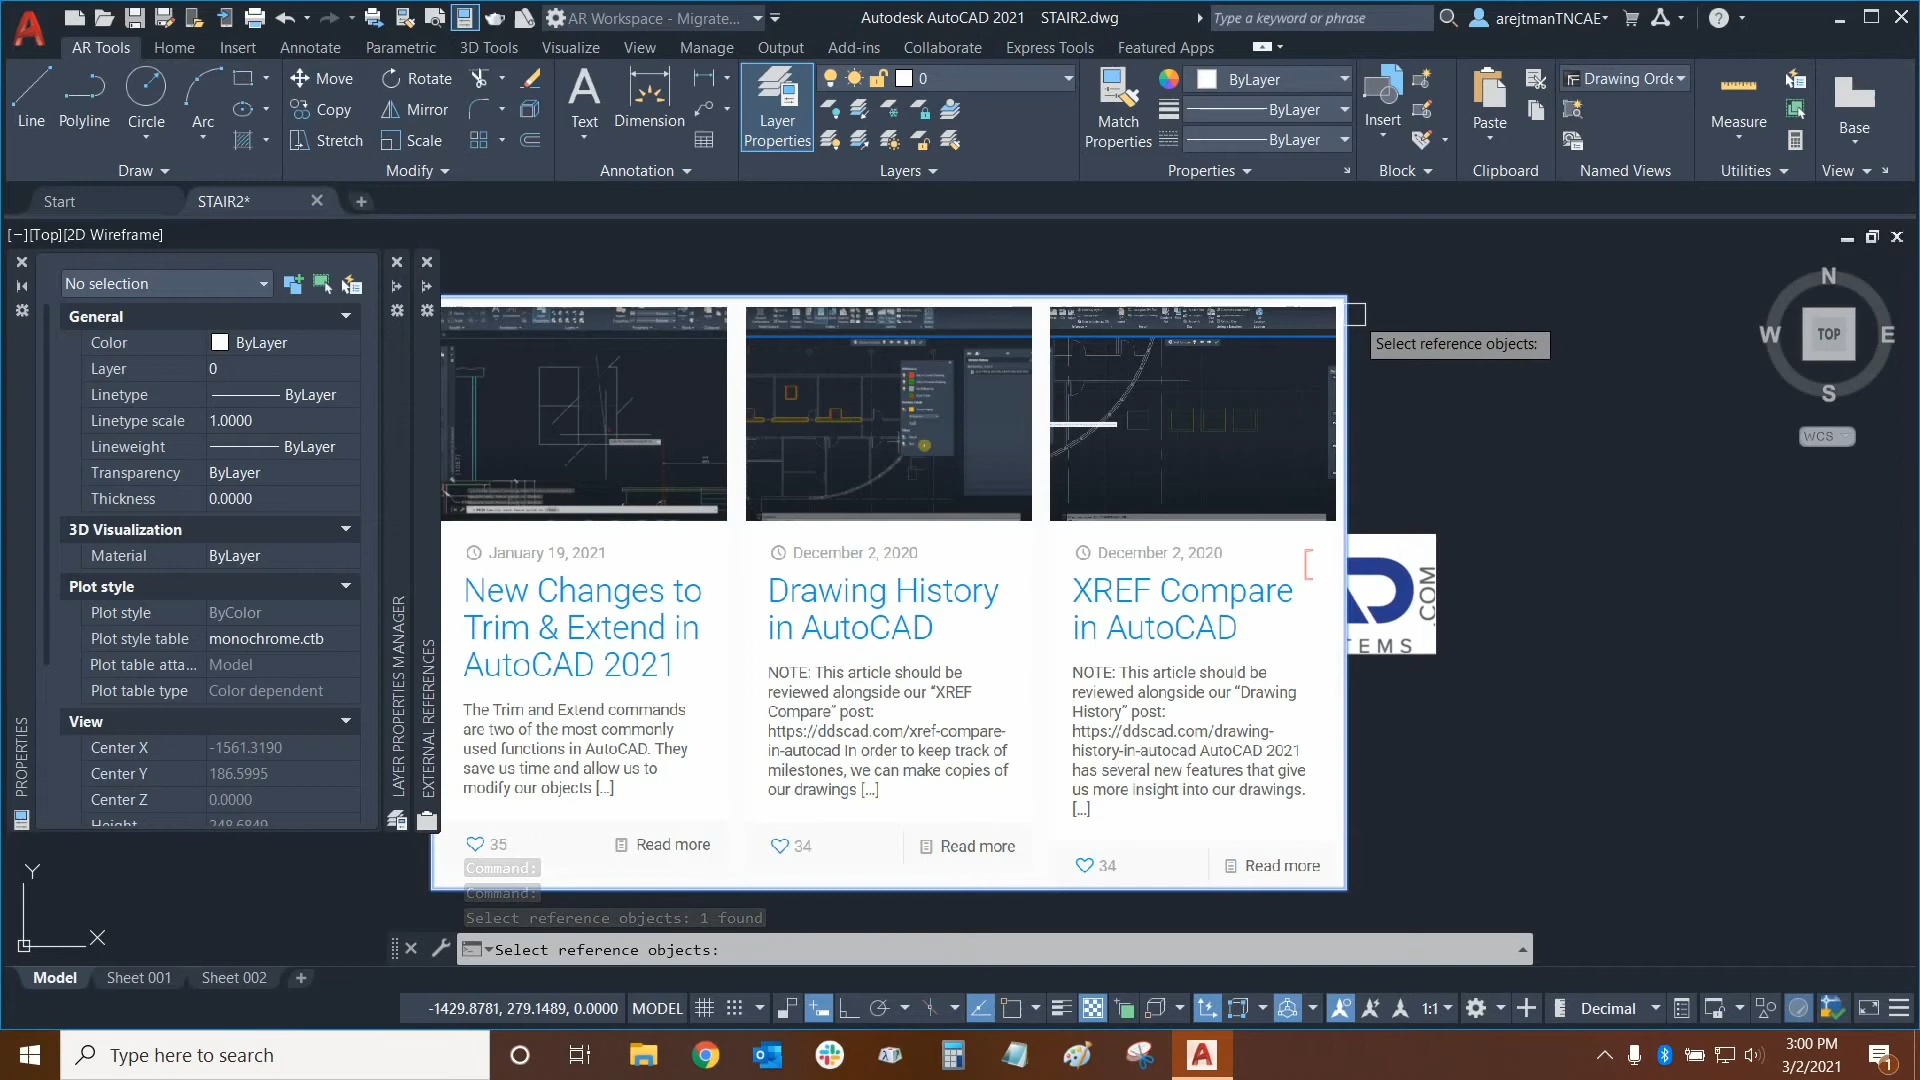 AR Workspace - Migrate...
Autodesk AutoCAD 2021 STAIR2.dwg
Type a keyword or phrase
arejtmanTNCAE
AR Tools Home Insert Annotate Parametric 3D Tools Visualize View Manage Output Add-ins Collaborate Express Tools Featured Apps
Line Polyline Circle Arc
Move Rotate
Copy Mirror
Stretch Scale
Text Dimension
Layer
Properties
0
Match
Properties
ByLayer
ByLayer
ByLayer
Insert
Paste
Drawing Orde
Measure
Base
Draw Modify Annotation Layers Properties Block Clipboard Named Views Utilities View
Start STAIR2*
[−][Top][2D Wireframe]
No selection
General
Color ByLayer
Layer 0
Linetype ByLayer
Linetype scale 1.0000
Lineweight ByLayer
Transparency ByLayer
Thickness 0.0000
3D Visualization
Material ByLayer
Plot style
Plot style ByColor
Plot style table monochrome.ctb
Plot table atta... Model
Plot table type Color dependent
View
Center X -1561.3190
Center Y 186.5995
Center Z 0.0000
Height 248.6849
PROPERTIES
LAYER PROPERTIES MANAGER
EXTERNAL REFERENCES
January 19, 2021
New Changes to
Trim & Extend in
AutoCAD 2021
The Trim and Extend commands
are two of the most commonly
used functions in AutoCAD. They
save us time and allow us to
modify our objects [...]
35 Read more
December 2, 2020
Drawing History
in AutoCAD
NOTE: This article should be
reviewed alongside our “XREF
Compare” post:
https://ddscad.com/xref-compare-
in-autocad In order to keep track of
milestones, we can make copies of
our drawings [...]
34 Read more
December 2, 2020
XREF Compare
in AutoCAD
NOTE: This article should be
reviewed alongside our “Drawing
History” post:
https://ddscad.com/drawing-
history-in-autocad AutoCAD 2021
has several new features that give
us more insight into our drawings.
[...]
34 Read more
Select reference objects:
N
W TOP E
S
WCS
AD
.COM
TEMS
Command:
Command:
Select reference objects: 1 found
Select reference objects:
Y
X
Model Sheet 001 Sheet 002
-1429.8781, 279.1489, 0.0000 MODEL 1:1 Decimal
Type here to search
3:00 PM
3/2/2021
1